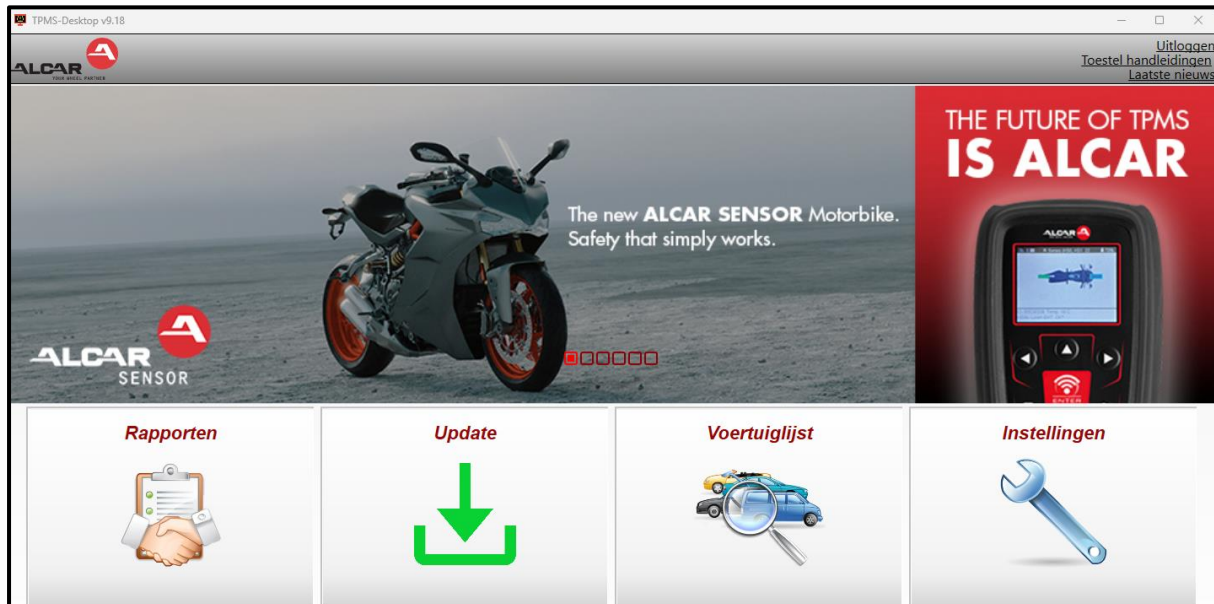 TPMS-Desktop v9.18
ALCAR
YOUR WHEEL PARTNER
Uitloggen
Toestel handleidingen
Laatste nieuws
The new ALCAR SENSOR Motorbike.
Safety that simply works.
ALCAR
SENSOR
THE FUTURE OF TPMS
IS ALCAR
ALCAR
ENTER
Rapporten
Update
Voertuiglijst
Instellingen